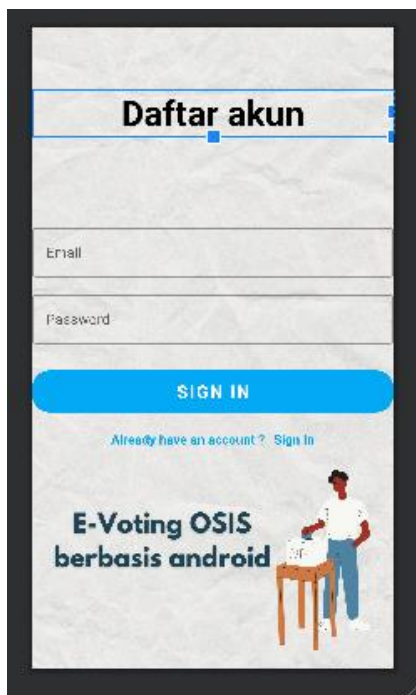 Daftar akun
Email
Password
SIGN IN
Already have an account ? Sign In
E-Voting OSIS
berbasis android